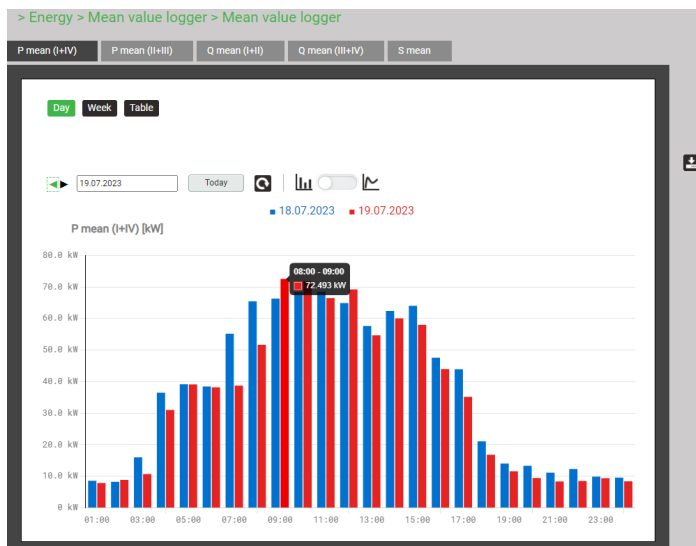 > Energy > Mean value logger > Mean value logger
P mean (I+IV) P mean (II+III) Q mean (I+II) Q mean (III+IV) S mean
Day Week Table
19.07.2023 Today
18.07.2023 19.07.2023
P mean (I+IV) [kW]
80.0 kW
08:00 - 09:00
72.493 kW
70.0 kW
60.0 kW
50.0 kW
40.0 kW
30.0 kW
20.0 kW
10.0 kW
0 kW
01:00 03:00 05:00 07:00 09:00 11:00 13:00 15:00 17:00 19:00 21:00 23:00